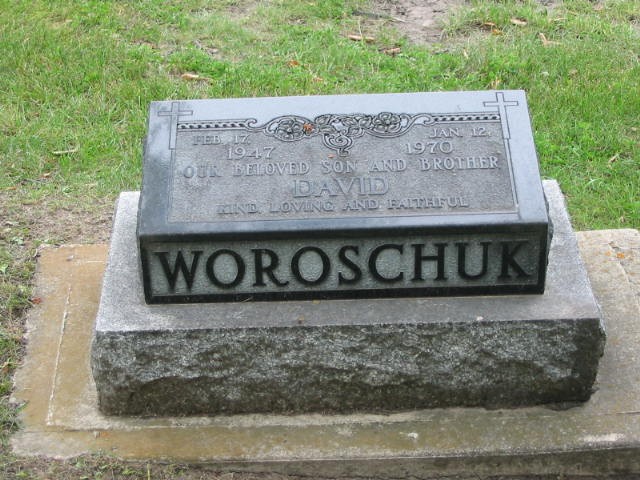 FEB. 17, JAN. 12,
1947 1970
OUR BELOVED SON AND BROTHER
DAVID
KIND, LOVING AND FAITHFUL
WOROSCHUK